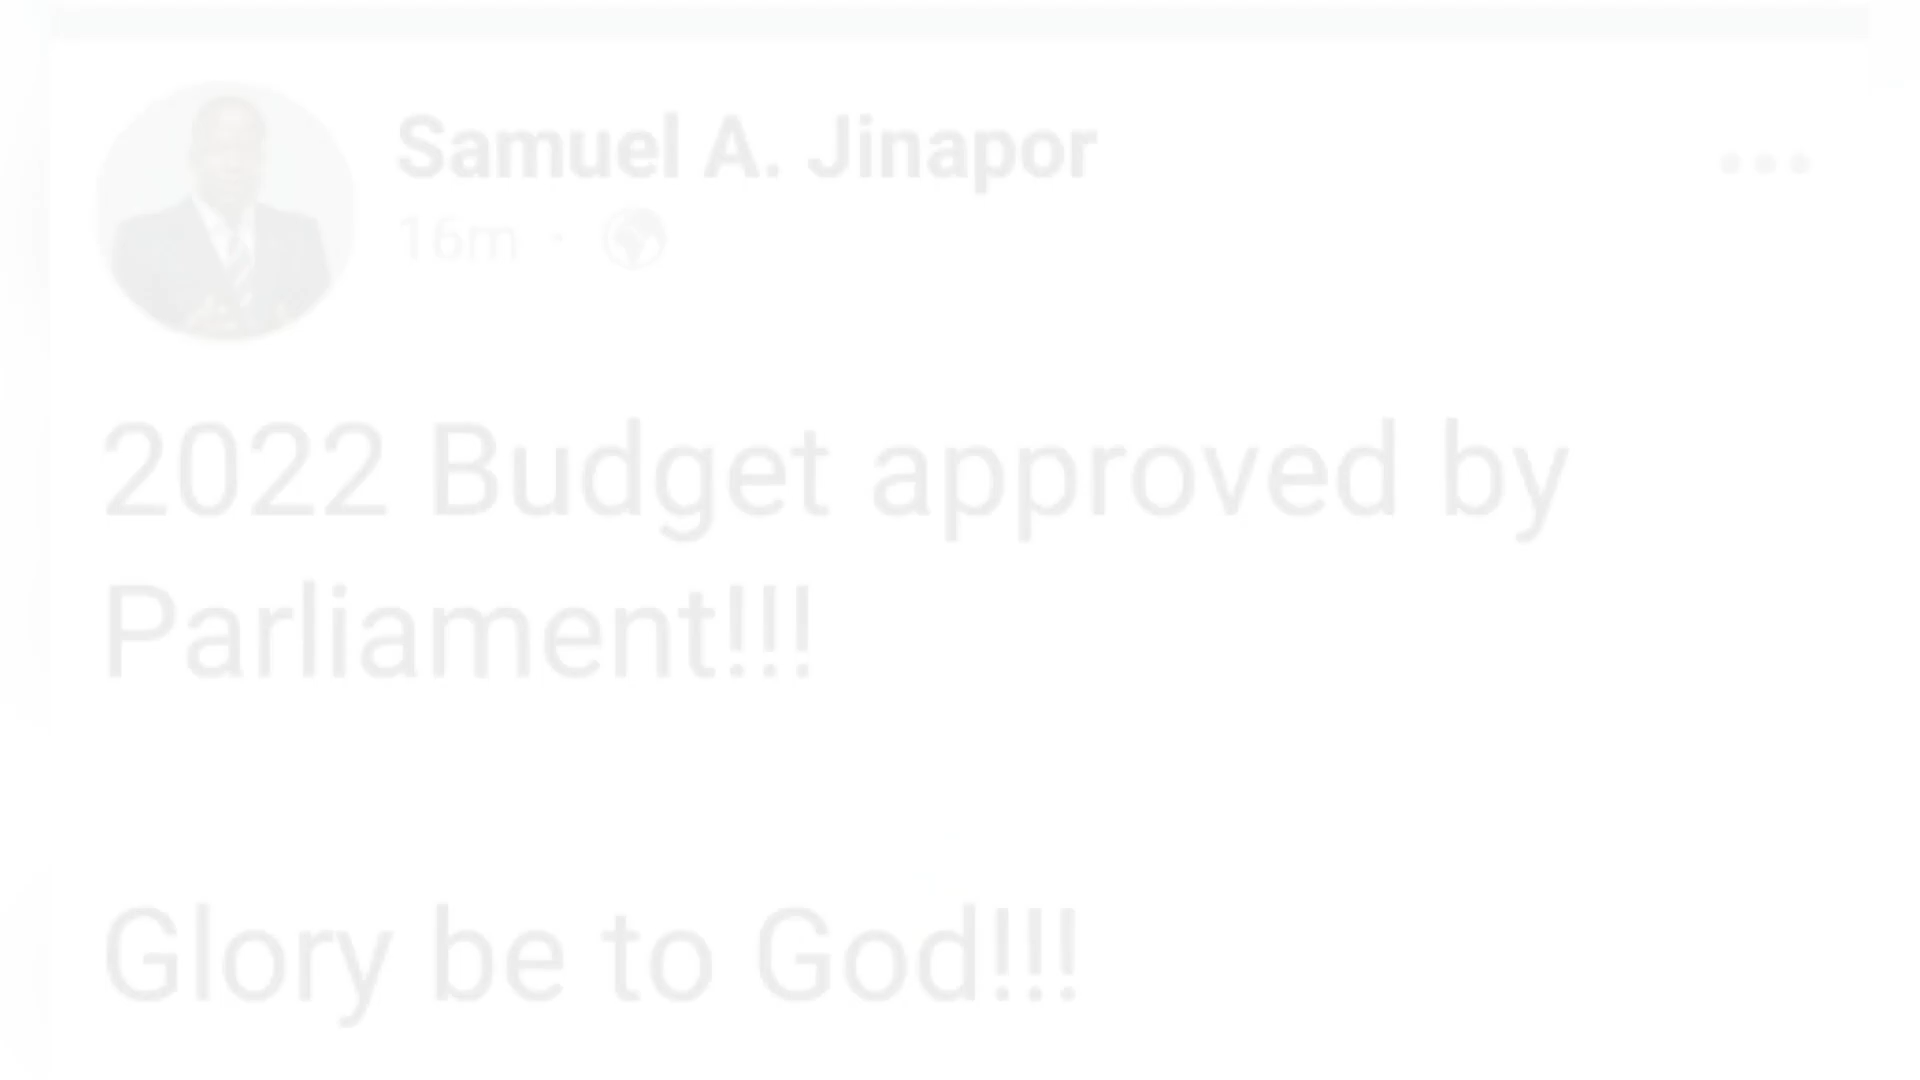 Samuel A. Jinapor
16m ·
2022 Budget approved by
Parliament!!!
Glory be to God!!!